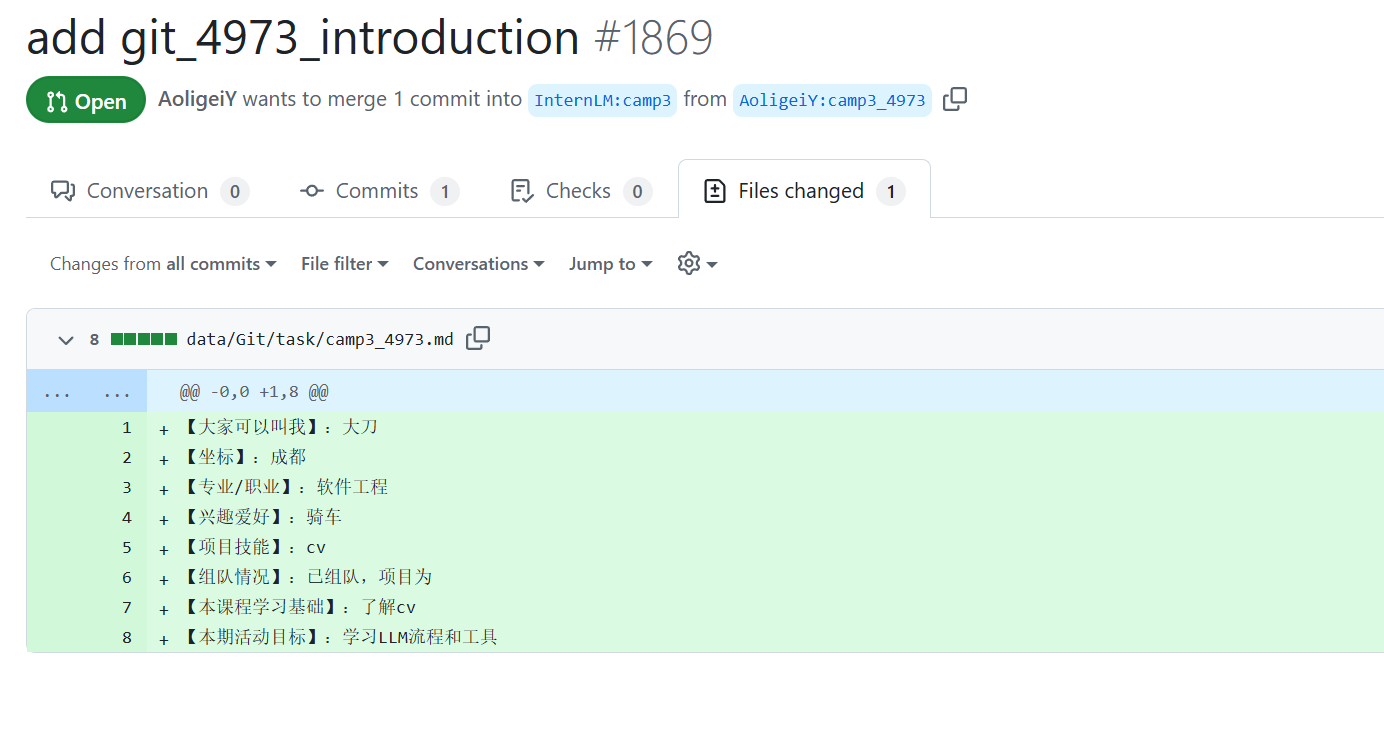 add git_4973_introduction #1869
Open AoligeiY wants to merge 1 commit into InternLM:camp3 from AoligeiY:camp3_4973
Conversation 0 Commits 1 Checks 0 Files changed 1
Changes from all commits File filter Conversations Jump to
8 data/Git/task/camp3_4973.md
... ... @@ -0,0 +1,8 @@
1 + 【大家可以叫我】：大刀
2 + 【坐标】：成都
3 + 【专业/职业】：软件工程
4 + 【兴趣爱好】：骑车
5 + 【项目技能】：cv
6 + 【组队情况】：已组队，项目为
7 + 【本课程学习基础】：了解cv
8 + 【本期活动目标】：学习LLM流程和工具